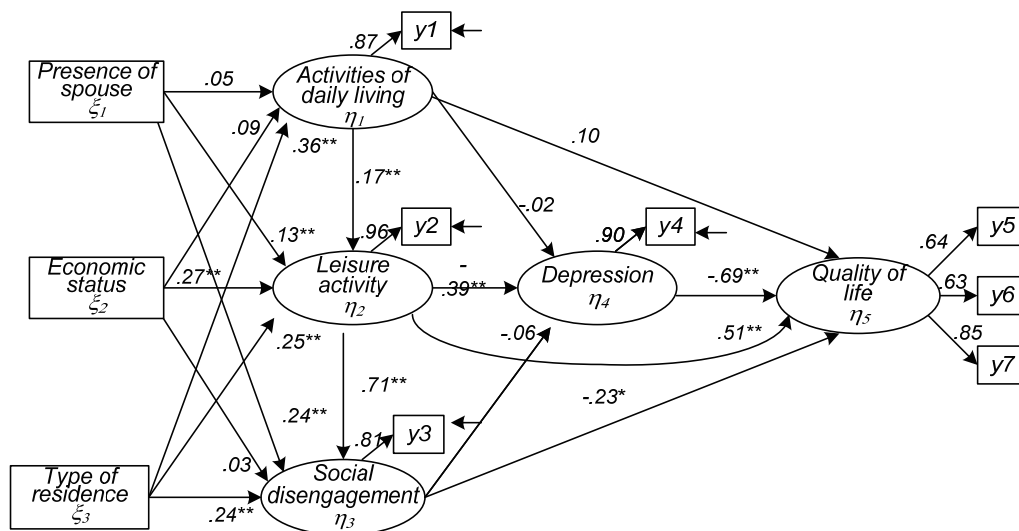 .87
y1
Presence of
spouse
ξ1
.05
Activities of
daily living
η1
.09
.36**
.10
.17**
-.02
.96
y2
.90
y4
y5
.64
.13**
Economic
status
ξ2
.27**
Leisure
activity
η2
-
.39**
Depression
η4
-.69**
Quality of
life
η5
.63
y6
.25**
-.06
.51**
.85
y7
.71**
-.23*
.24**
.81
y3
.03
Type of
residence
ξ3
.24**
Social
disengagement
η3